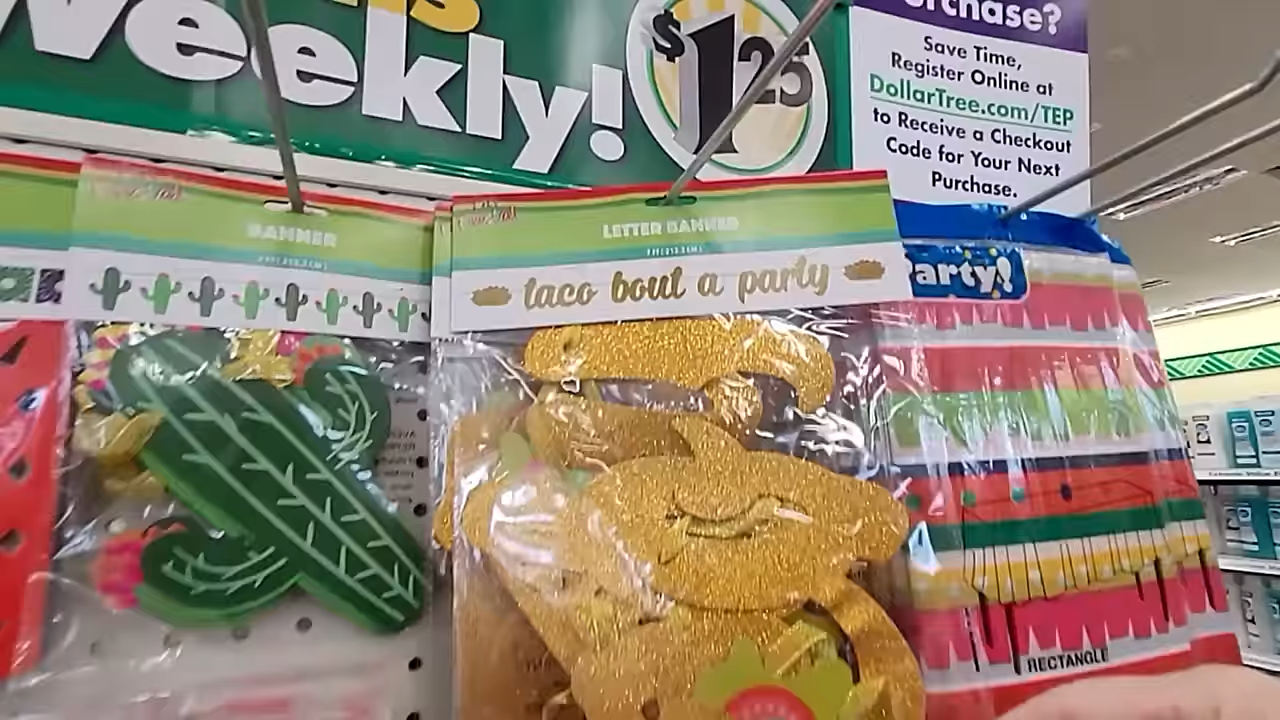 Weekly!
$1.25
Purchase?
Save Time,
Register Online at
DollarTree.com/TEP
to Receive a Checkout
Code for Your Next
Purchase.
BANNER
LETTER BANNER
taco bout a party
Party!
RECTANGLE